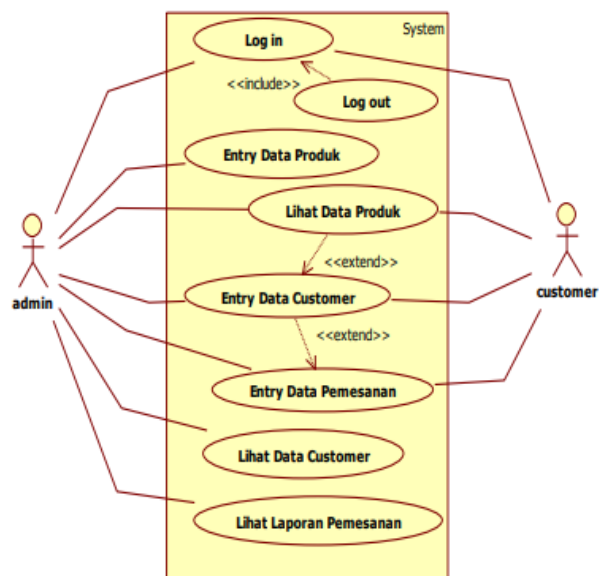 System
Log in
<<include>>
Log out
Entry Data Produk
Lihat Data Produk
<<extend>>
admin
Entry Data Customer
customer
<<extend>>
Entry Data Pemesanan
Lihat Data Customer
Lihat Laporan Pemesanan